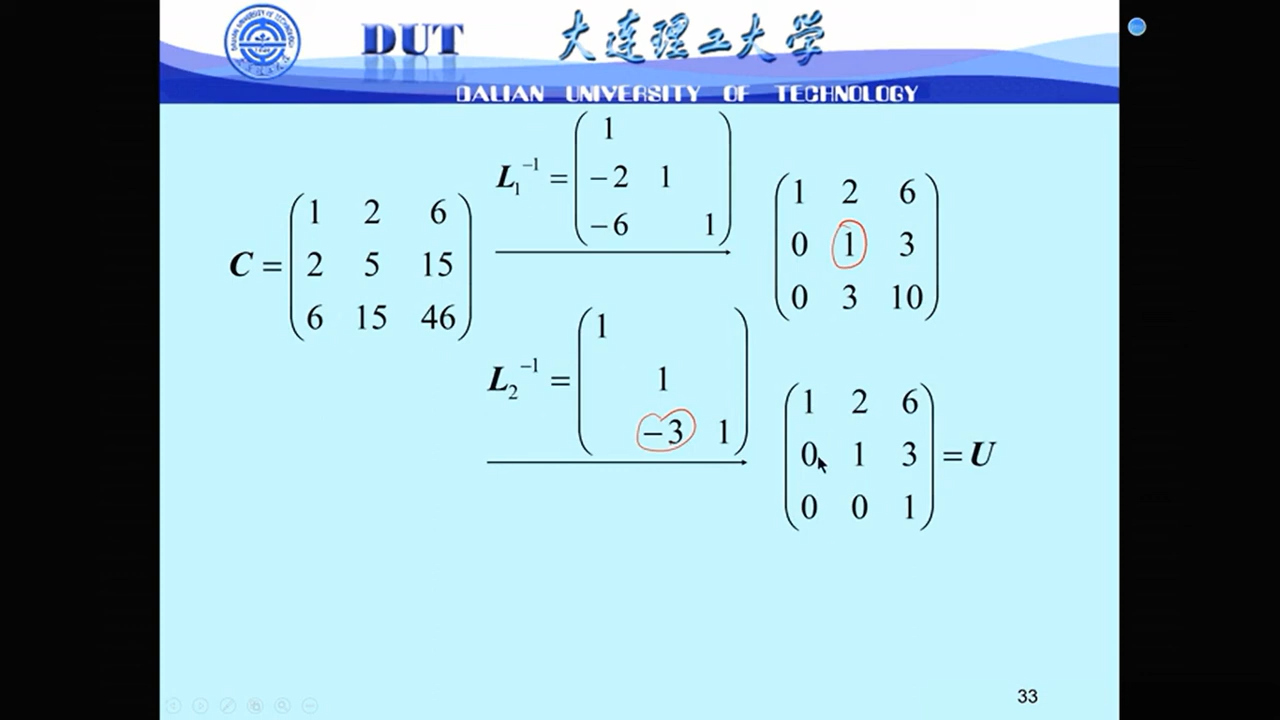 DUT 大连理工大学
DALIAN UNIVERSITY OF TECHNOLOGY
C = ( 1 2 6
2 5 15
6 15 46 )
L₁⁻¹ = ( 1
−2 1
−6 1 )
( 1 2 6
0 1 3
0 3 10 )
L₂⁻¹ = ( 1
1
−3 1 )
( 1 2 6
0 1 3
0 0 1 ) = U
33